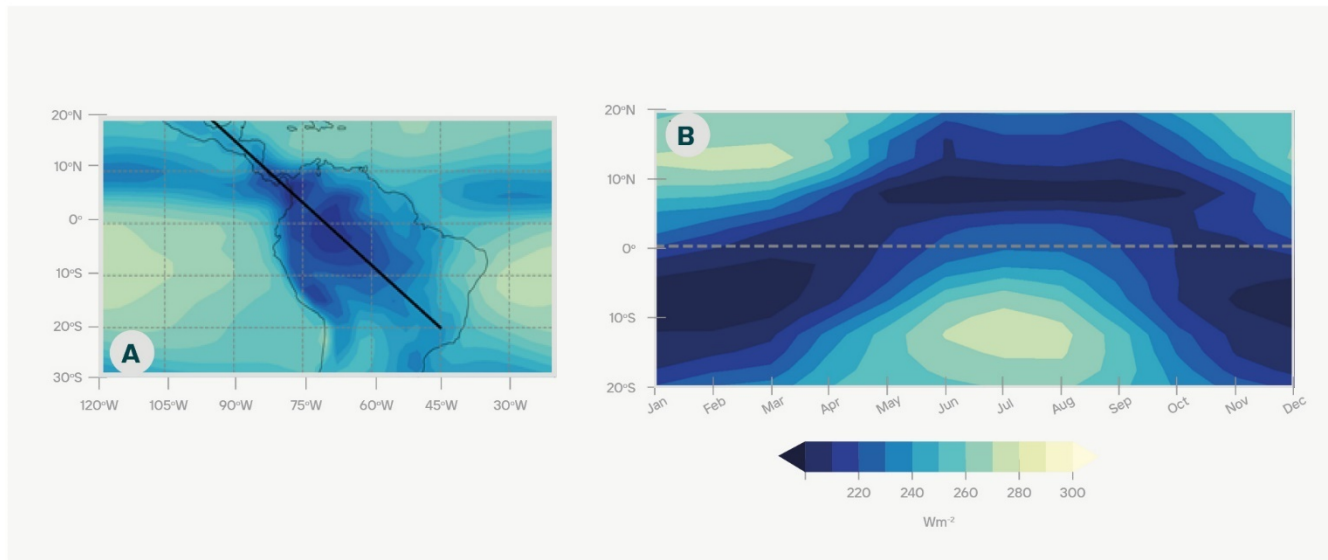 20°N
10°N
0°
10°S
20°S
30°S
A
120°W
105°W
90°W
75°W
60°W
45°W
30°W
20°N
10°N
0°
10°S
20°S
B
Jan
Feb
Mar
Apr
May
Jun
Jul
Aug
Sep
Oct
Nov
Dec
220
240
260
280
300
Wm⁻²